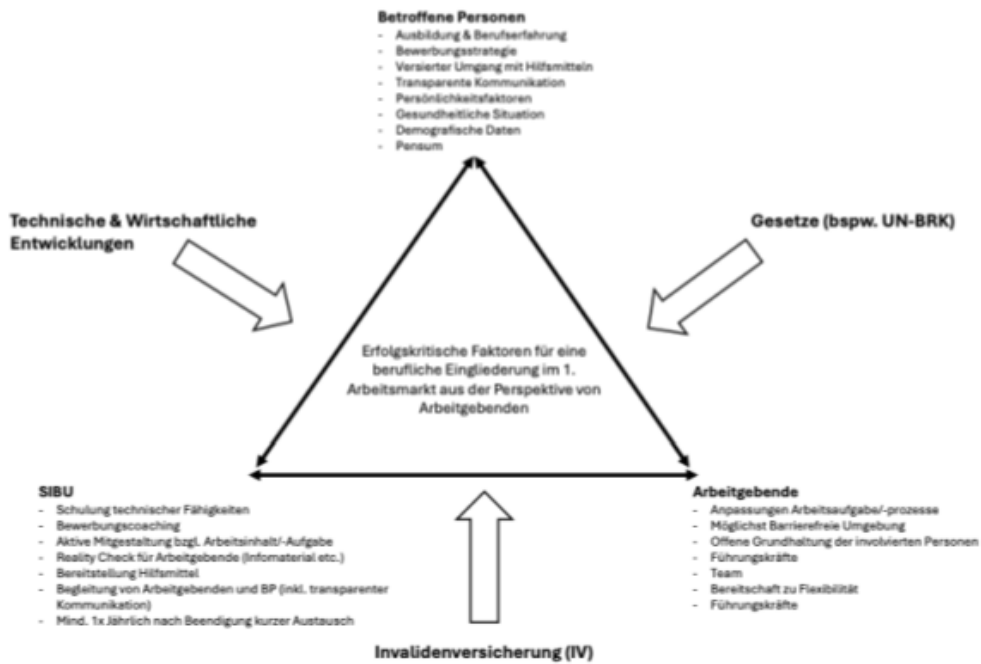 Betroffene Personen
- Ausbildung & Berufserfahrung
- Bewerbungsstrategie
- Versierter Umgang mit Hilfsmitteln
- Transparente Kommunikation
- Persönlichkeitsfaktoren
- Gesundheitliche Situation
- Demografische Daten
- Pensum
Technische & Wirtschaftliche
Entwicklungen
Gesetze (bspw. UN-BRK)
Erfolgskritische Faktoren für eine
berufliche Eingliederung im 1.
Arbeitsmarkt aus der Perspektive von
Arbeitgebenden
SIBU
- Schulung technischer Fähigkeiten
- Bewerbungscoaching
- Aktive Mitgestaltung bzgl. Arbeitsinhalt/-Aufgabe
- Reality Check für Arbeitgebende (Infomaterial etc.)
- Bereitstellung Hilfsmittel
- Begleitung von Arbeitgebenden und BP (inkl. transparenter
Kommunikation)
- Mind. 1x Jährlich nach Beendigung kurzer Austausch
Arbeitgebende
- Anpassungen Arbeitsaufgabe/-prozesse
- Möglichst Barrierefreie Umgebung
- Offene Grundhaltung der involvierten Personen
- Führungskräfte
- Team
- Bereitschaft zu Flexibilität
- Führungskräfte
Invalidenversicherung (IV)